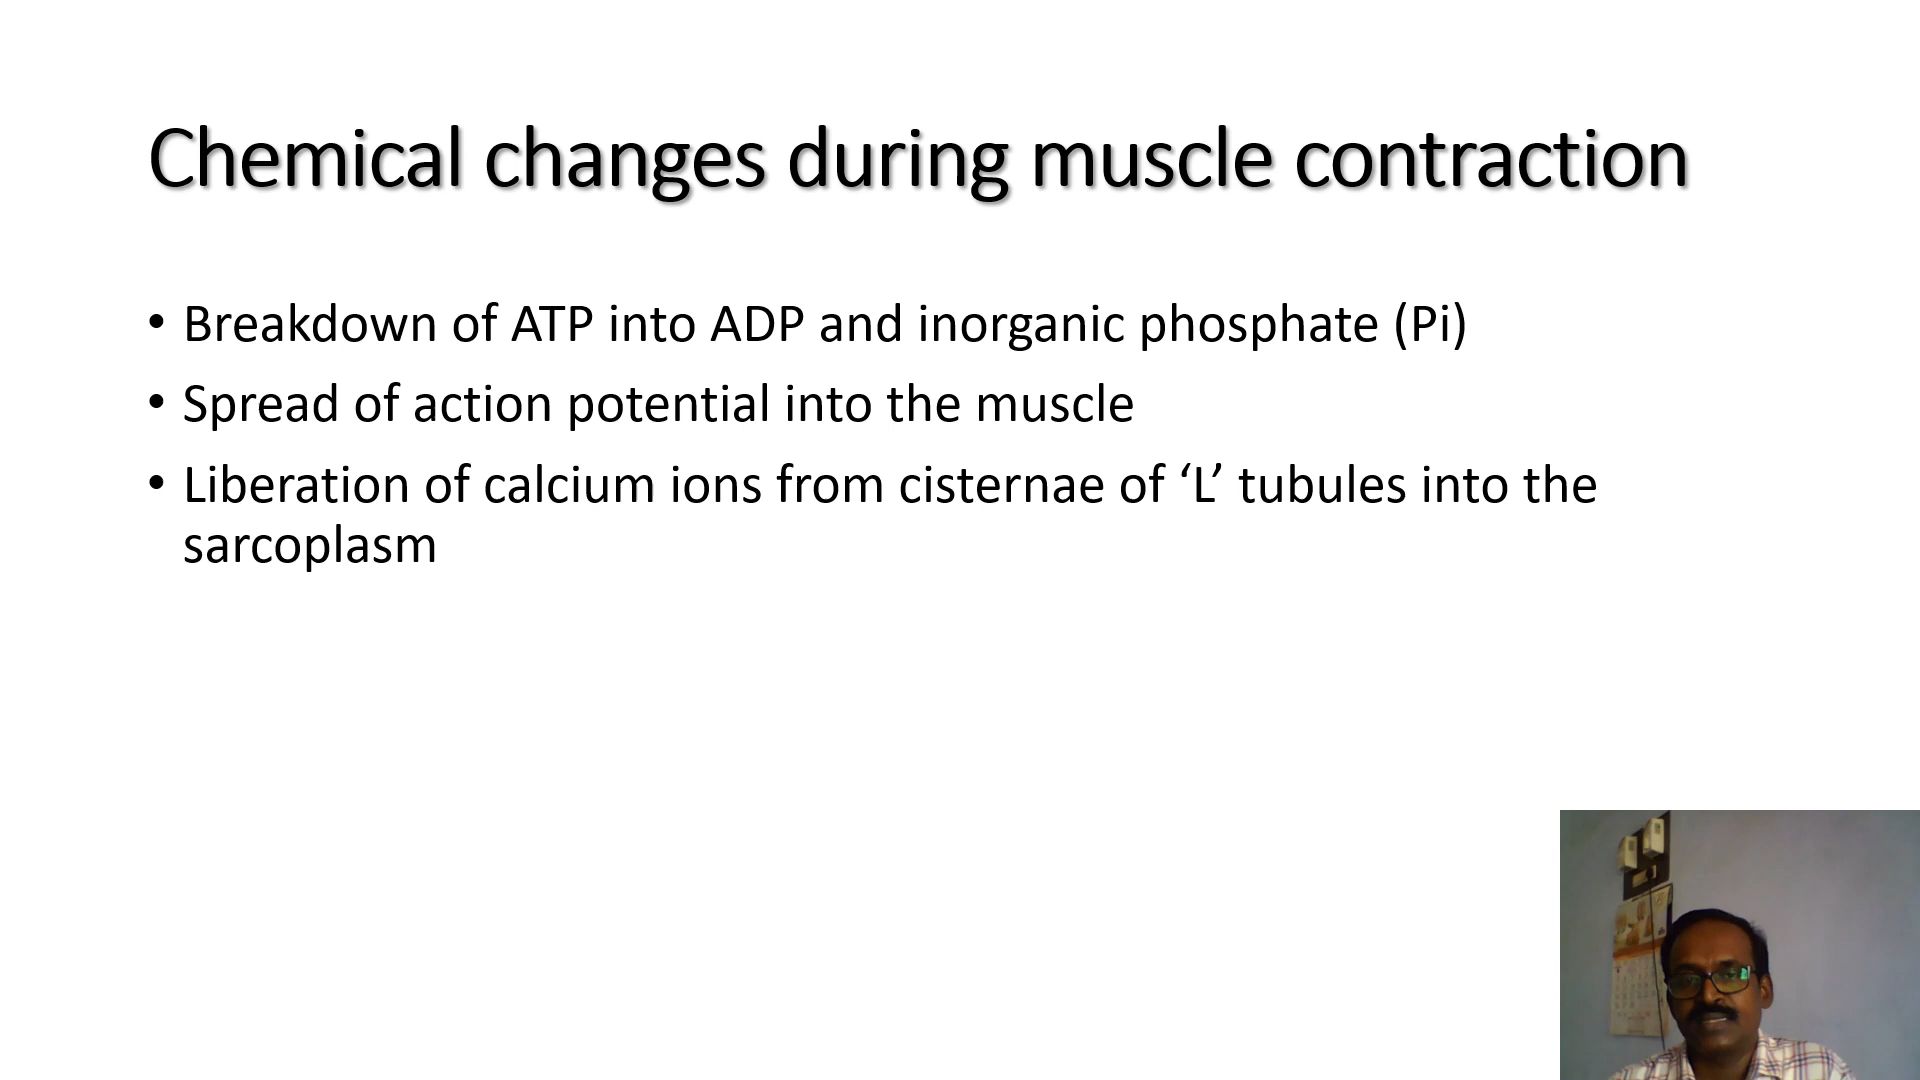 Chemical changes during muscle contraction
• Breakdown of ATP into ADP and inorganic phosphate (Pi)
• Spread of action potential into the muscle
• Liberation of calcium ions from cisternae of ‘L’ tubules into the
sarcoplasm